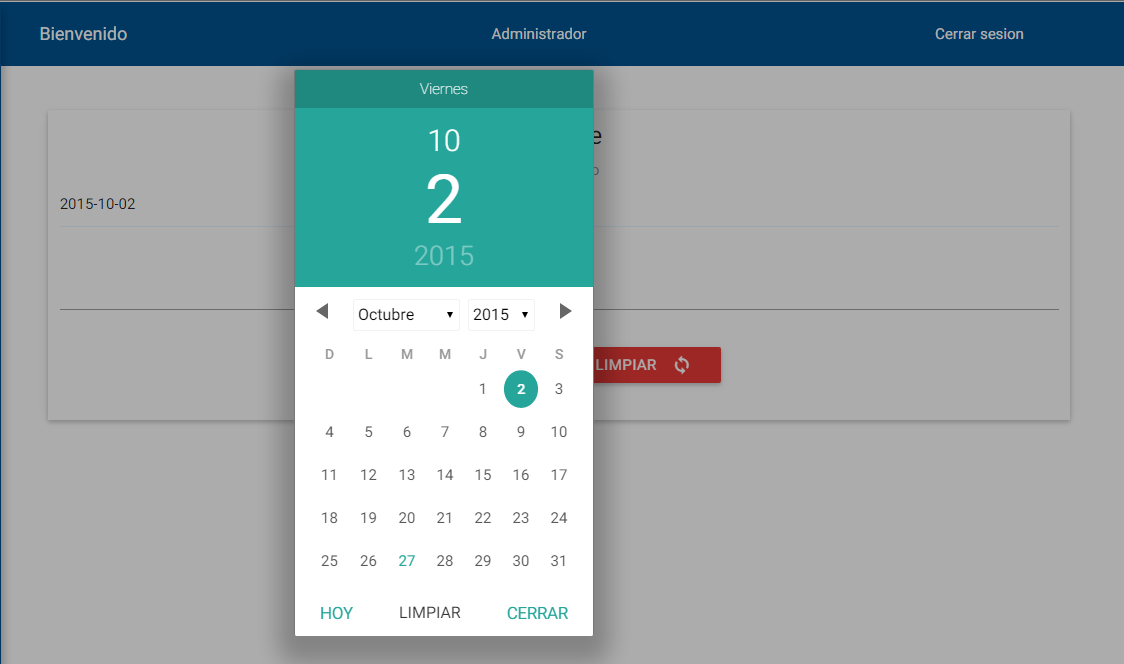 Bienvenido Administrador Cerrar sesion
Viernes
10
2
2015
2015-10-02
Octubre 2015
D L M M J V S
1 2 3
4 5 6 7 8 9 10
11 12 13 14 15 16 17
18 19 20 21 22 23 24
25 26 27 28 29 30 31
HOY LIMPIAR CERRAR
LIMPIAR